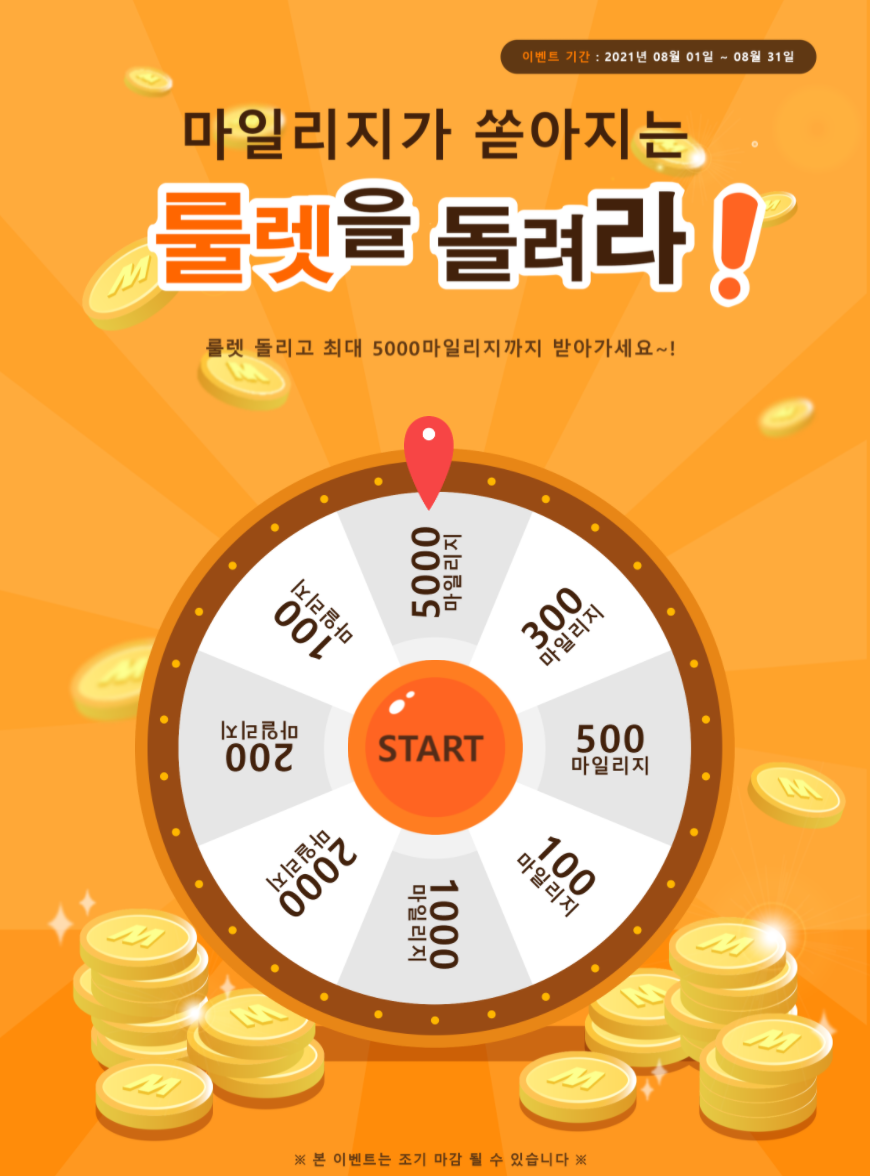 이벤트 기간 : 2021년 08월 01일 ~ 08월 31일
마일리지가 쏟아지는
룰렛을 돌려라!
룰렛 돌리고 최대 5000마일리지까지 받아가세요~!
5000
마일리지
300
마일리지
500
마일리지
100
마일리지
1000
마일리지
2000
마일리지
200
마일리지
100
마일리지
START
※ 본 이벤트는 조기 마감 될 수 있습니다 ※